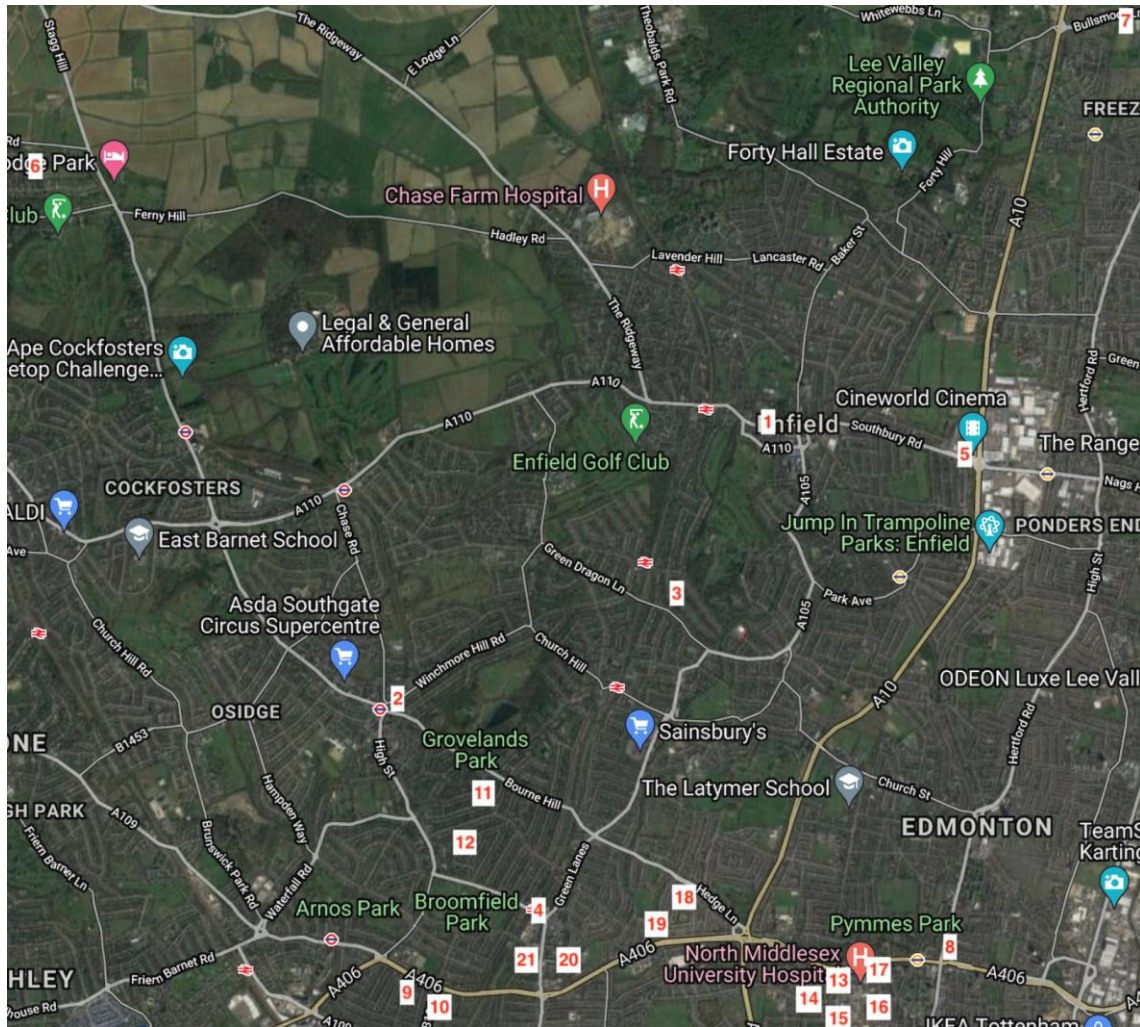 Stagg Hill
The Ridgeway
E Lodge Ln
Theobalds Park Rd
Whitewebbs Ln
Bullsmo
7
Lee Valley
Regional Park
Authority
FREEZ
Rd
odge Park
6
Club
Ferny Hill
Chase Farm Hospital
H
Forty Hall Estate
Forty Hill
A10
Hadley Rd
Lavender Hill
Lancaster Rd
Baker St
The Ridgeway
Legal & General
Affordable Homes
Ape Cockfosters
etop Challenge...
Hertford Rd
Green
A110
A110
1
Enfield
Cineworld Cinema
Southbury Rd
5
The Range
Enfield Golf Club
A110
A105
Nags H
COCKFOSTERS
ALDI
A110
Chase Rd
East Barnet School
Ave
Jump In Trampoline
Parks: Enfield
PONDERS END
High St
Green Dragon Ln
3
Park Ave
A105
Asda Southgate
Circus Supercentre
Church Hill Rd
Winchmore Hill Rd
Church Hill
A10
ODEON Luxe Lee Vall
2
OSIDGE
Sainsbury's
Hertford Rd
ONE
B1453
High St
Grovelands
Park
11
Bourne Hill
The Latymer School
Church St
GH PARK
A109
Hampden Way
Brunswick Park Rd
Friern Barnet Ln
12
EDMONTON
TeamS
Karting
Green Lanes
Waterfall Rd
Arnos Park
Broomfield
Park
4
18
Hedge Ln
19
Pymmes Park
8
Friern Barnet Rd
A406
21
20
A406
North Middlesex
University Hospit
H
13
17
A406
HLEY
house Rd
9
A406
10
A109
14
15
16
IKEA Tottenham